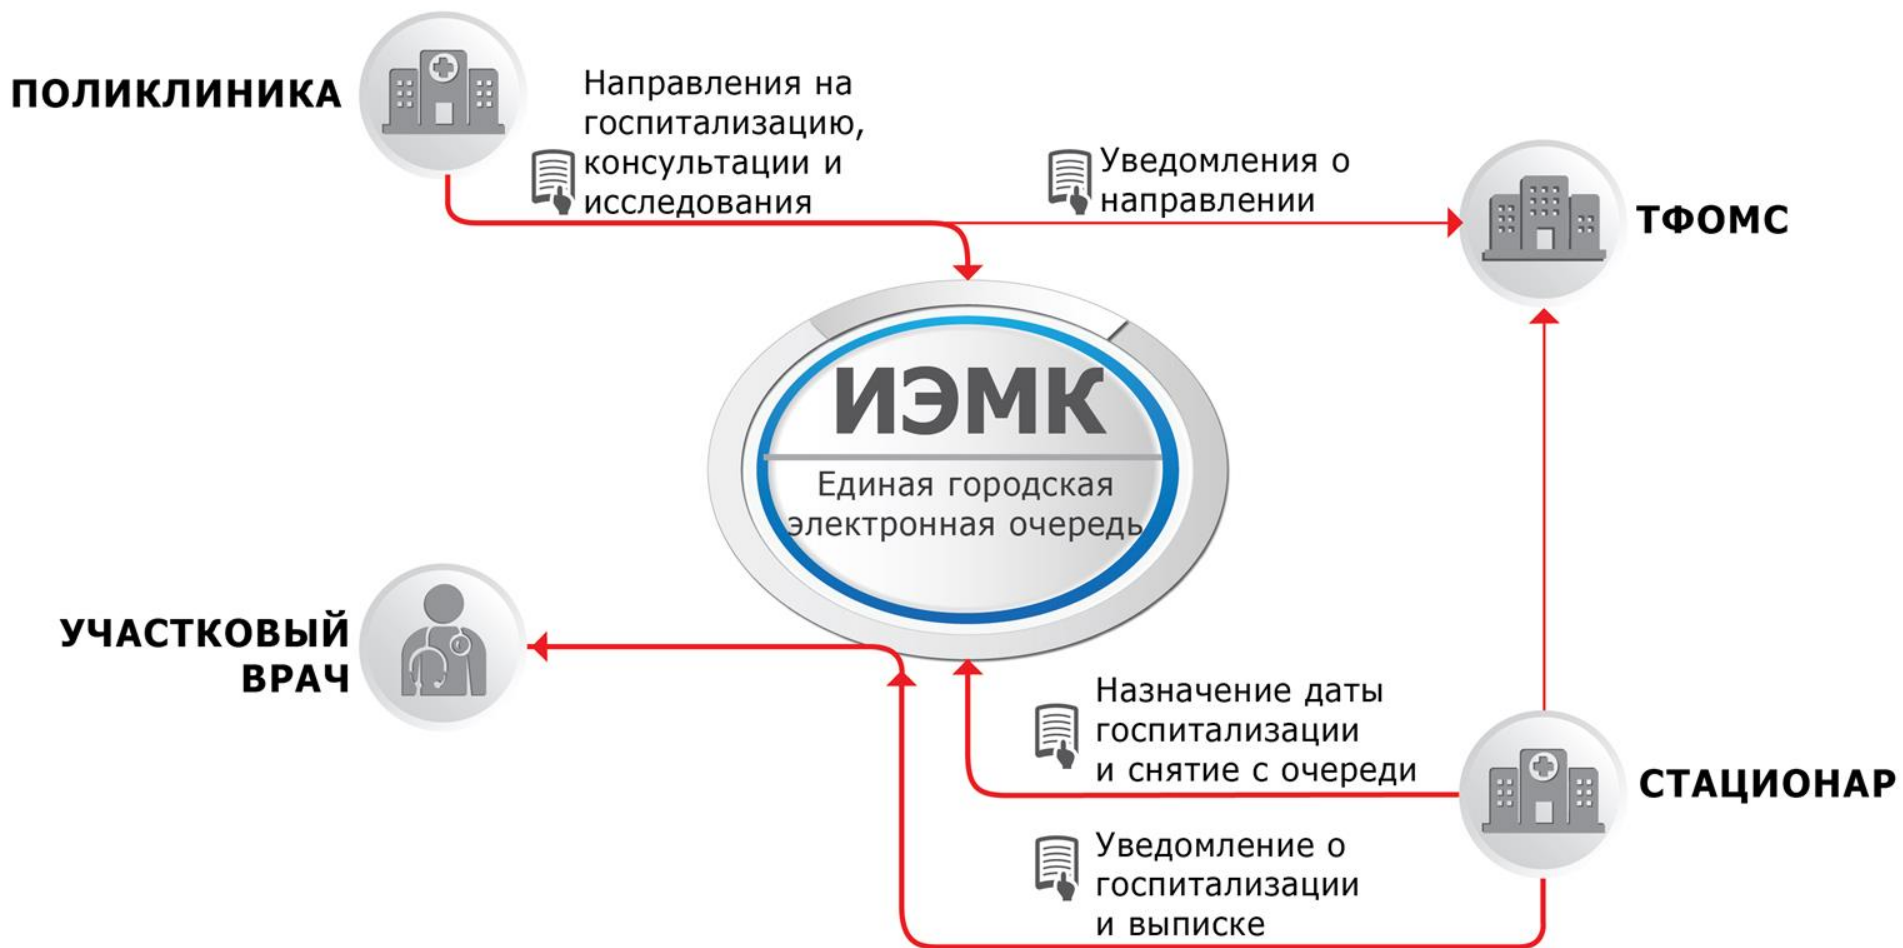 ПОЛИКЛИНИКА
Направления на
госпитализацию,
консультации и
исследования
Уведомления о
направлении
ТФОМС
ИЭМК
Единая городская
электронная очередь
УЧАСТКОВЫЙ
ВРАЧ
Назначение даты
госпитализации
и снятие с очереди
СТАЦИОНАР
Уведомление о
госпитализации
и выписке